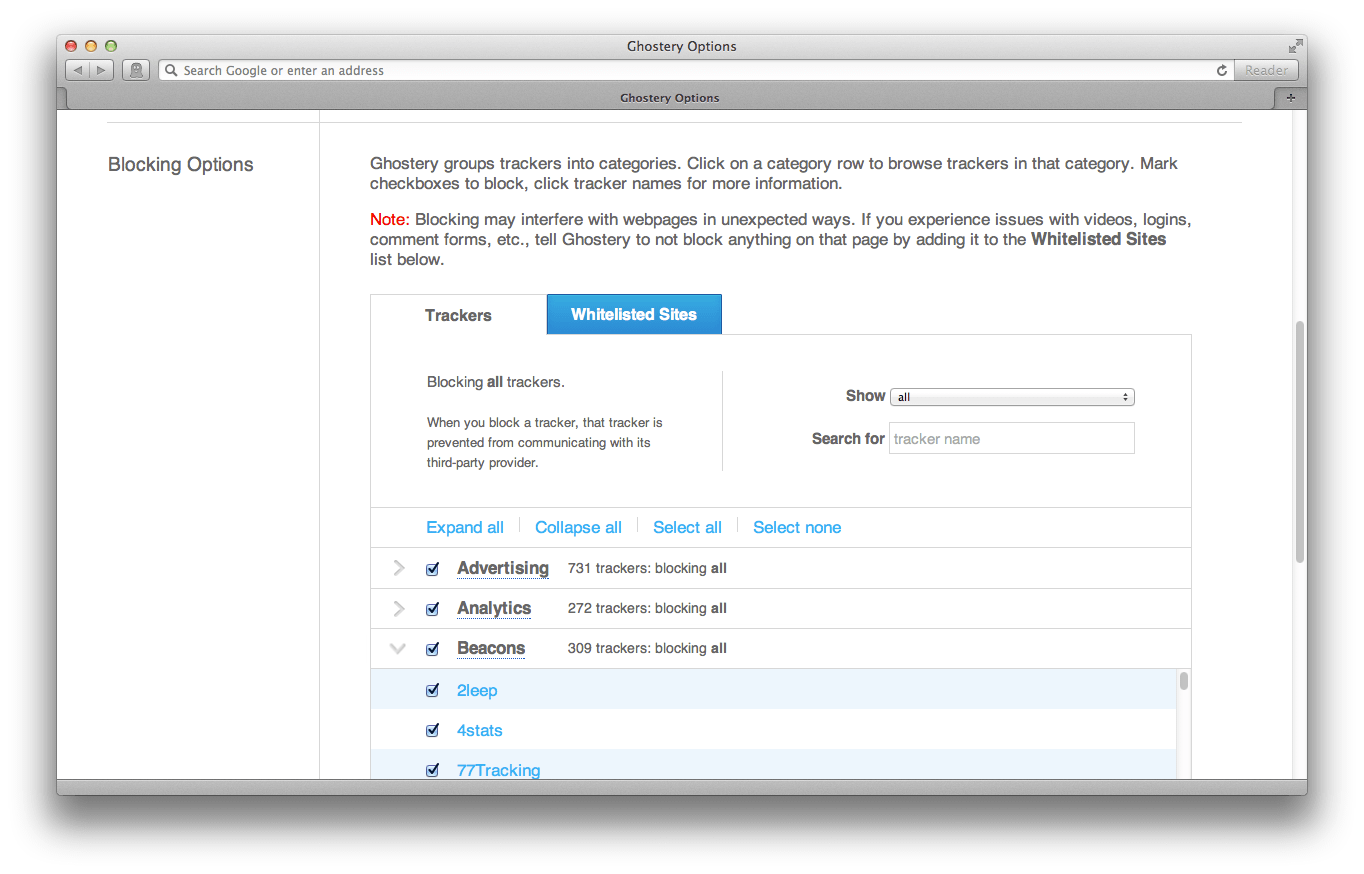 Ghostery Options
Search Google or enter an address
Reader
Ghostery Options
Blocking Options
Ghostery groups trackers into categories. Click on a category row to browse trackers in that category. Mark
checkboxes to block, click tracker names for more information.
Note: Blocking may interfere with webpages in unexpected ways. If you experience issues with videos, logins,
comment forms, etc., tell Ghostery to not block anything on that page by adding it to the Whitelisted Sites
list below.
Trackers
Whitelisted Sites
Blocking all trackers.
When you block a tracker, that tracker is
prevented from communicating with its
third-party provider.
Show all
Search for tracker name
Expand all
Collapse all
Select all
Select none
Advertising 731 trackers: blocking all
Analytics 272 trackers: blocking all
Beacons 309 trackers: blocking all
2leep
4stats
77Tracking